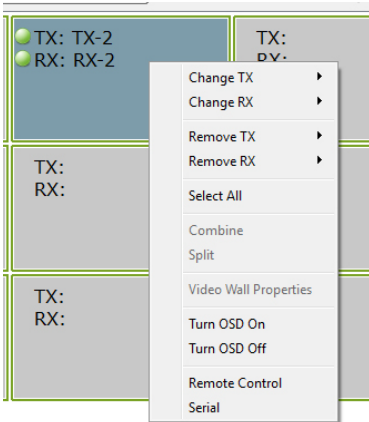 TX: TX-2
RX: RX-2
TX:
RX:
Change TX
Change RX
Remove TX
Remove RX
Select All
Combine
Split
Video Wall Properties
Turn OSD On
Turn OSD Off
Remote Control
Serial
TX:
RX:
TX:
RX: